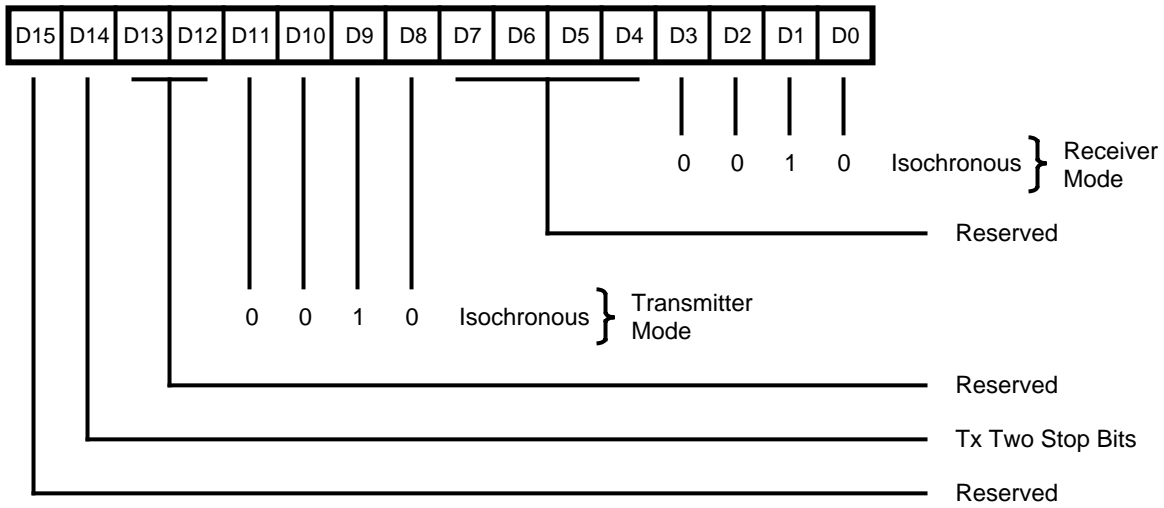 D15 D14 D13 D12 D11 D10 D9 D8 D7 D6 D5 D4 D3 D2 D1 D0
0 0 1 0 Isochronous } Receiver
Mode
Reserved
0 0 1 0 Isochronous } Transmitter
Mode
Reserved
Tx Two Stop Bits
Reserved